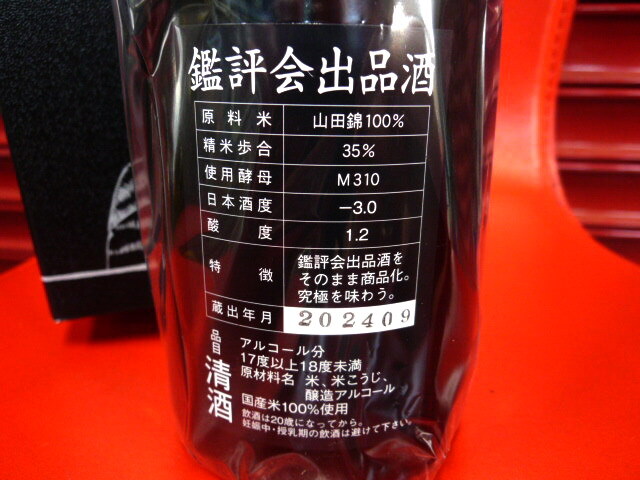 鑑評会出品酒
原料米 山田錦100%
精米歩合 35%
使用酵母 M310
日本酒度 −3.0
酸度 1.2
特徴 鑑評会出品酒を
そのまま商品化。
究極を味わう。
蔵出年月 202409
品目 清酒
アルコール分
17度以上18度未満
原材料名 米、米こうじ、
醸造アルコール
国産米100%使用
飲酒は20歳になってから。
妊娠中・授乳期の飲酒は避けて下さい。